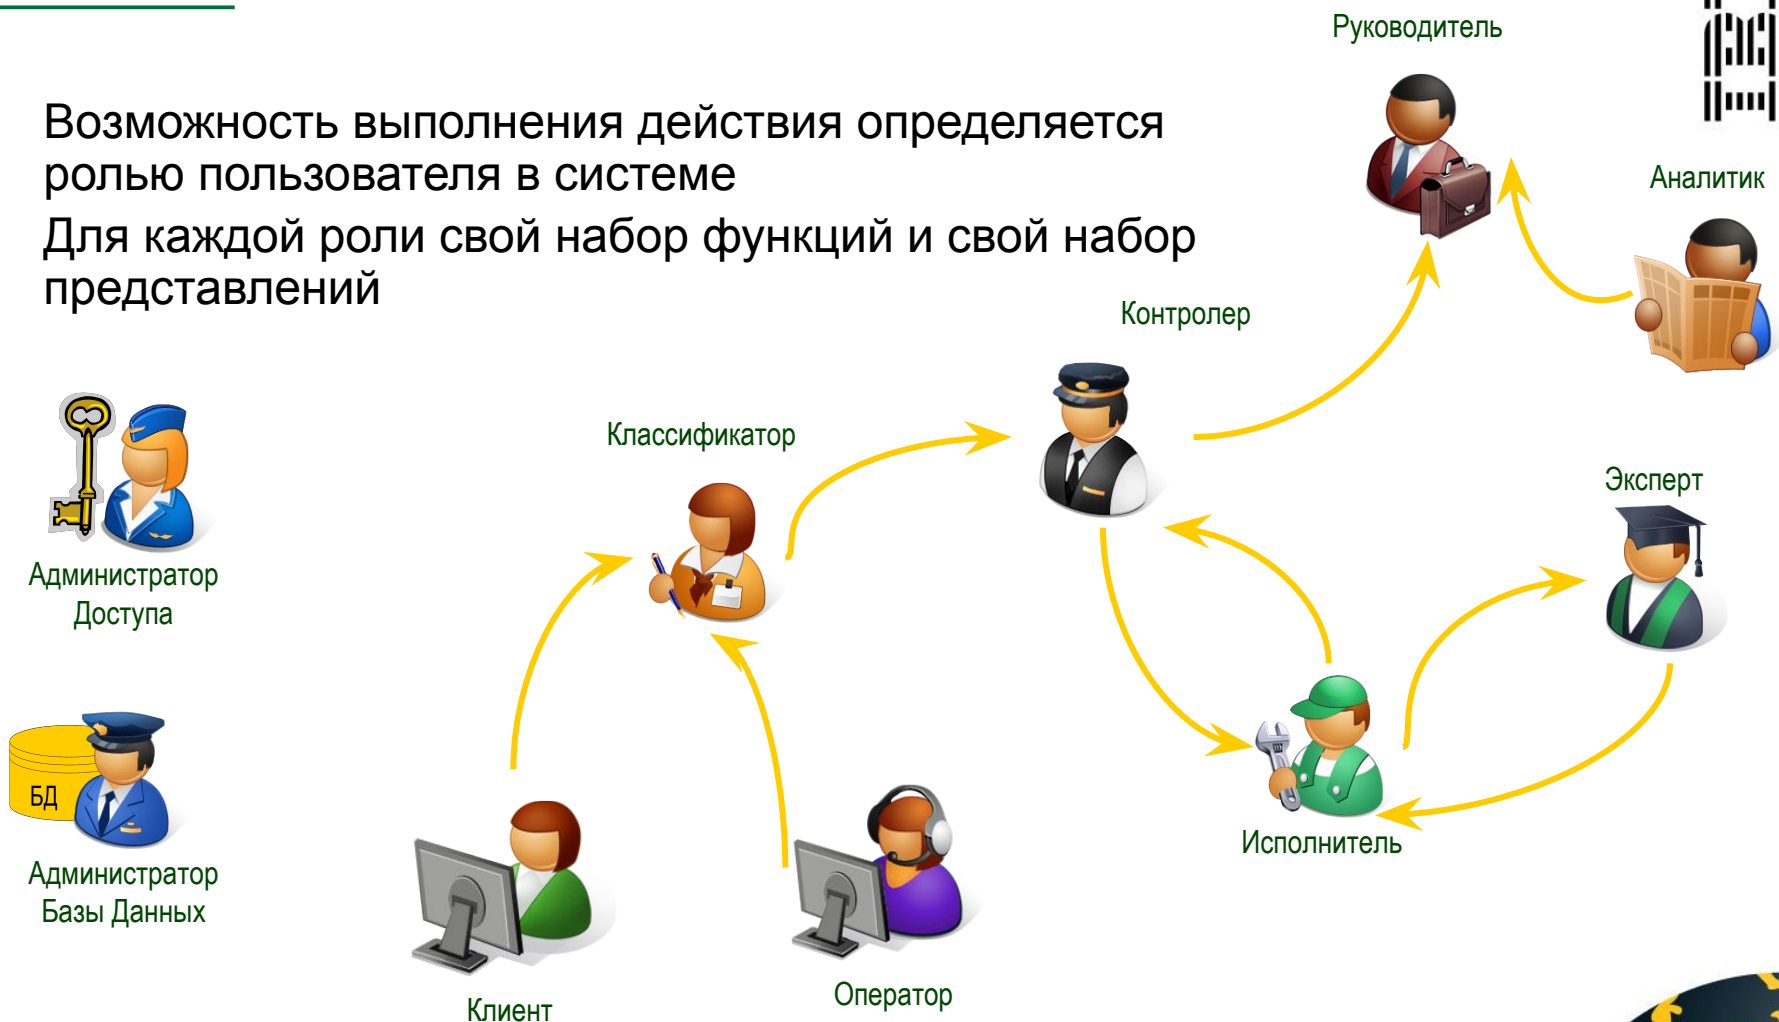 Руководитель
Возможность выполнения действия определяется
ролью пользователя в системе
Для каждой роли свой набор функций и свой набор
представлений
Аналитик
Контролер
Классификатор
Эксперт
Администратор
Доступа
БД
Администратор
Базы Данных
Исполнитель
Клиент
Оператор